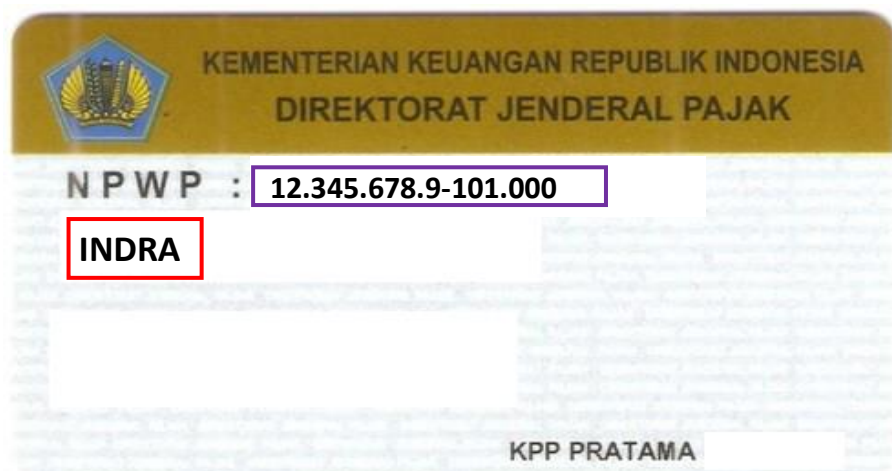 KEMENTERIAN KEUANGAN REPUBLIK INDONESIA
DIREKTORAT JENDERAL PAJAK
NPWP : 12.345.678.9-101.000
INDRA
KPP PRATAMA